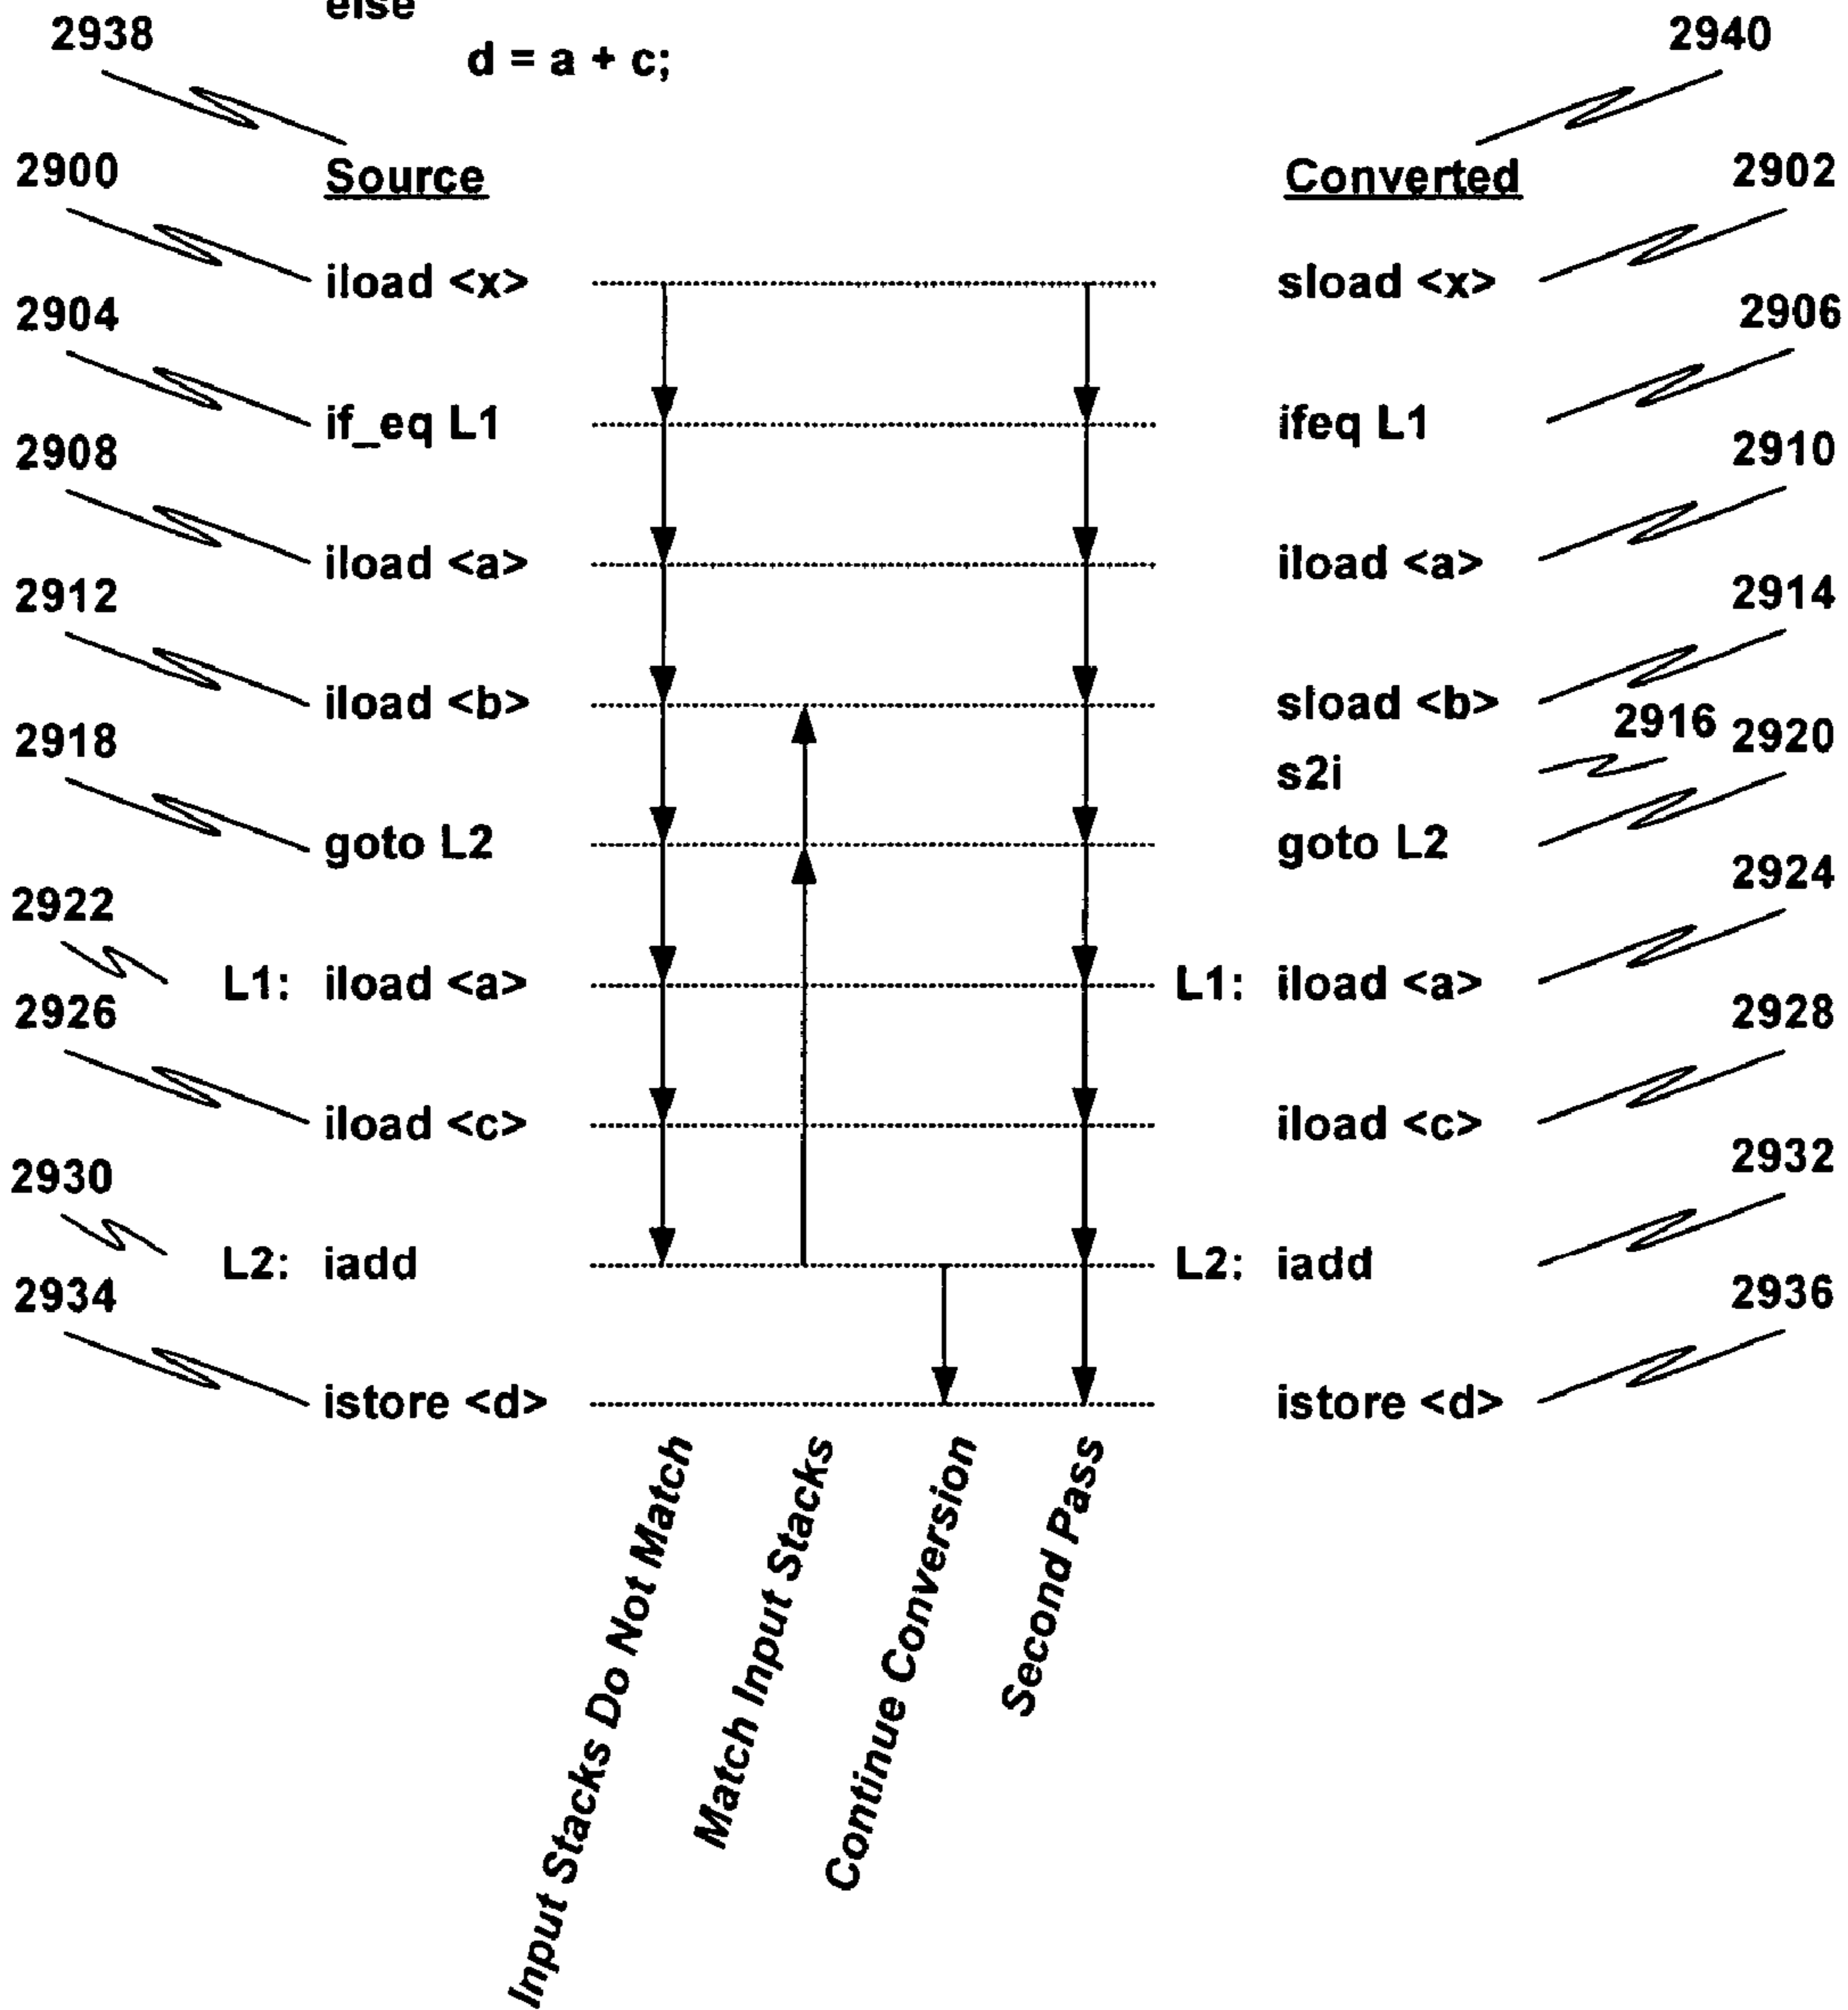 else
2938
2940
d = a + c;
2900
Source
Converted
2902
iload <x>
sload <x>
2904
2906
if_eq L1
ifeq L1
2908
2910
iload <a>
iload <a>
2912
2914
iload <b>
sload <b>
2916
2918
2920
s2i
goto L2
goto L2
2922
2924
L1: iload <a>
L1: iload <a>
2926
2928
iload <c>
iload <c>
2930
2932
L2: iadd
L2: iadd
2934
2936
istore <d>
istore <d>
Input Stacks Do Not Match
Match Input Stacks
Continue Conversion
Second Pass